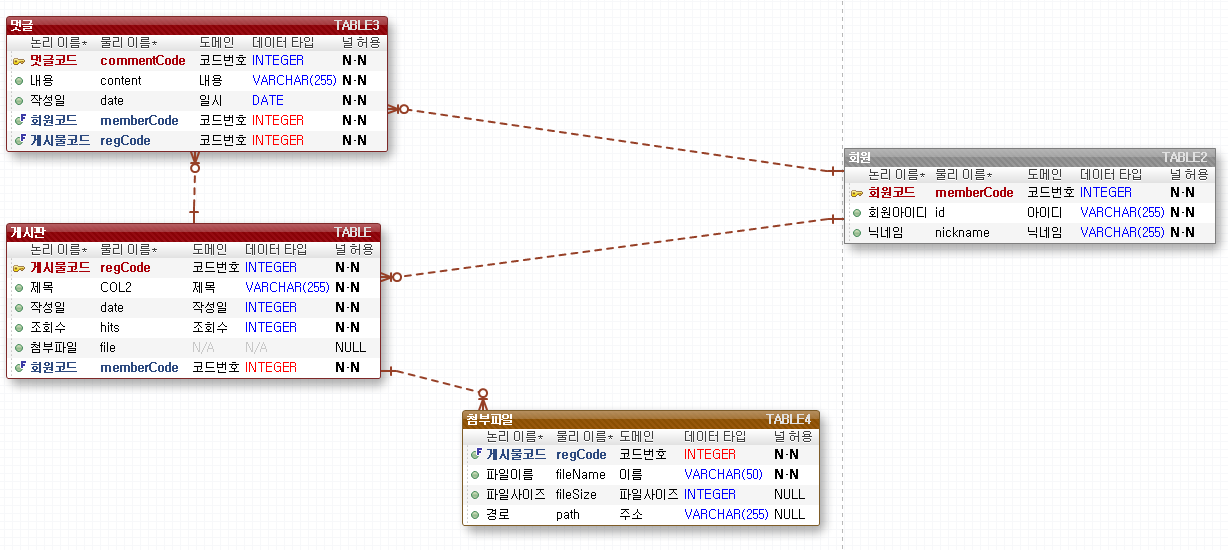 댓글 TABLE3
논리 이름* 물리 이름* 도메인 데이터 타입 널 허용
댓글코드 commentCode 코드번호 INTEGER N-N
내용 content 내용 VARCHAR(255) N-N
작성일 date 일시 DATE N-N
회원코드 memberCode 코드번호 INTEGER N-N
게시물코드 regCode 코드번호 INTEGER N-N
회원 TABLE2
논리 이름* 물리 이름* 도메인 데이터 타입 널 허용
회원코드 memberCode 코드번호 INTEGER N-N
회원아이디 id 아이디 VARCHAR(255) N-N
닉네임 nickname 닉네임 VARCHAR(255) N-N
게시판 TABLE
논리 이름* 물리 이름* 도메인 데이터 타입 널 허용
게시물코드 regCode 코드번호 INTEGER N-N
제목 COL2 제목 VARCHAR(255) N-N
작성일 date 작성일 INTEGER N-N
조회수 hits 조회수 INTEGER N-N
첨부파일 file N/A N/A NULL
회원코드 memberCode 코드번호 INTEGER N-N
첨부파일 TABLE4
논리 이름* 물리 이름* 도메인 데이터 타입 널 허용
게시물코드 regCode 코드번호 INTEGER N-N
파일이름 fileName 이름 VARCHAR(50) N-N
파일사이즈 fileSize 파일사이즈 INTEGER NULL
경로 path 주소 VARCHAR(255) NULL